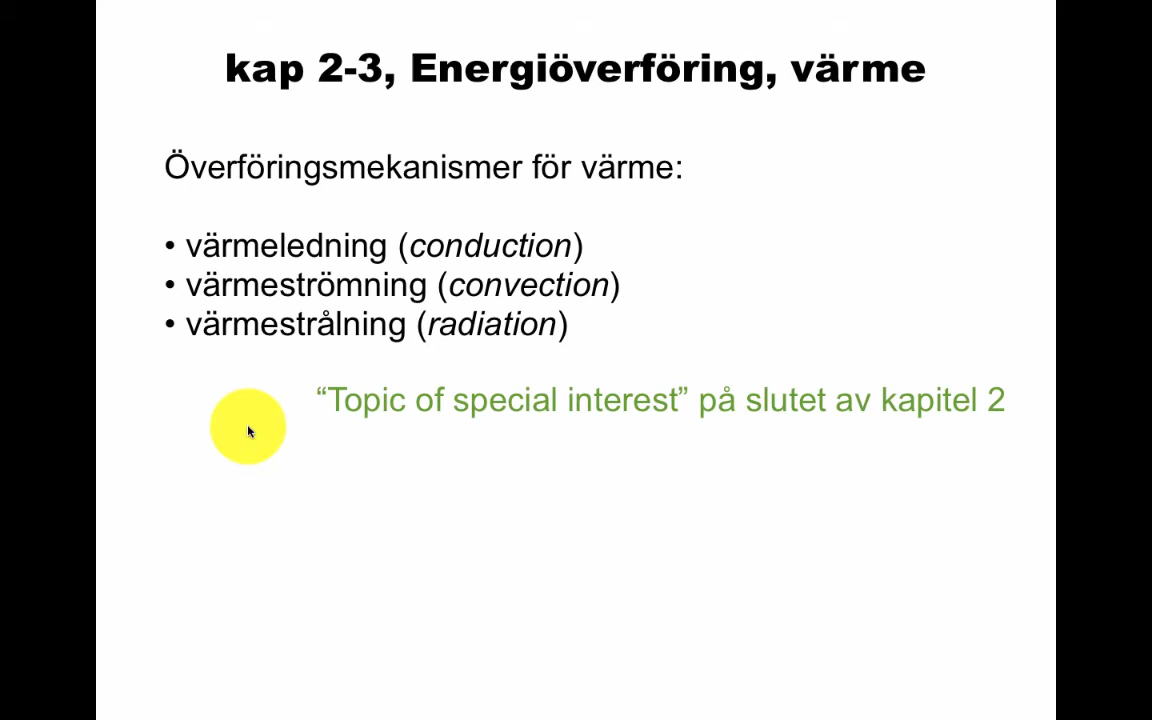 kap 2-3, Energiöverföring, värme
Överföringsmekanismer för värme:
• värmeledning (conduction)
• värmeströmning (convection)
• värmestrålning (radiation)
“Topic of special interest” på slutet av kapitel 2